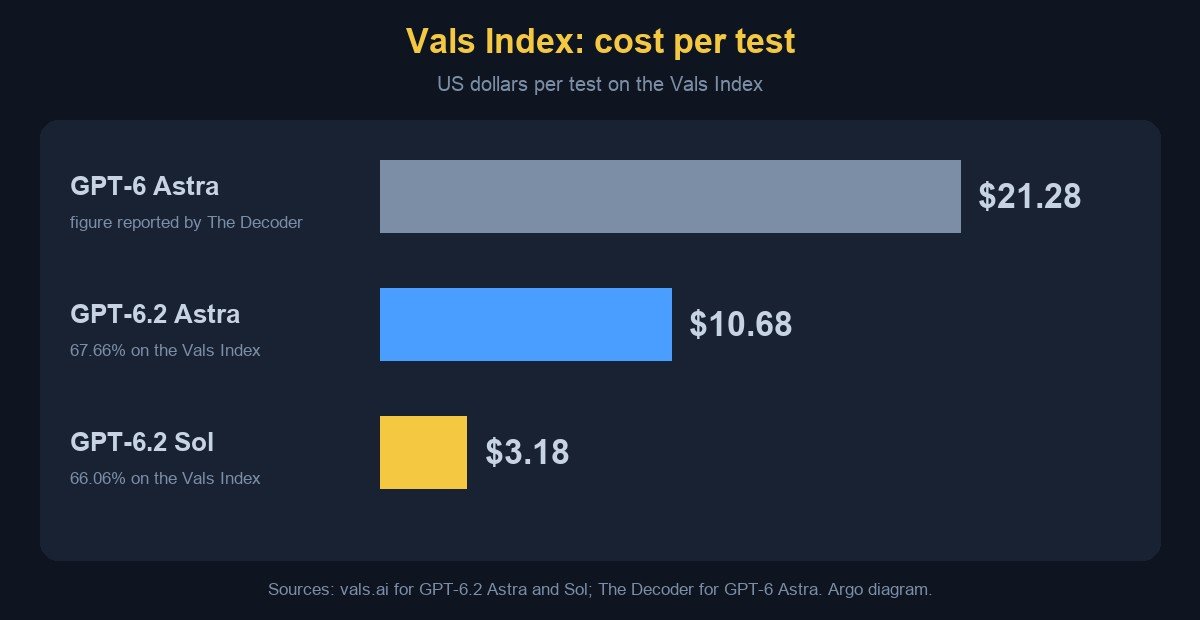 Vals Index: cost per test
US dollars per test on the Vals Index
GPT-6 Astra
figure reported by The Decoder
$21.28
GPT-6.2 Astra
67.66% on the Vals Index
$10.68
GPT-6.2 Sol
66.06% on the Vals Index
$3.18
Sources: vals.ai for GPT-6.2 Astra and Sol; The Decoder for GPT-6 Astra. Argo diagram.